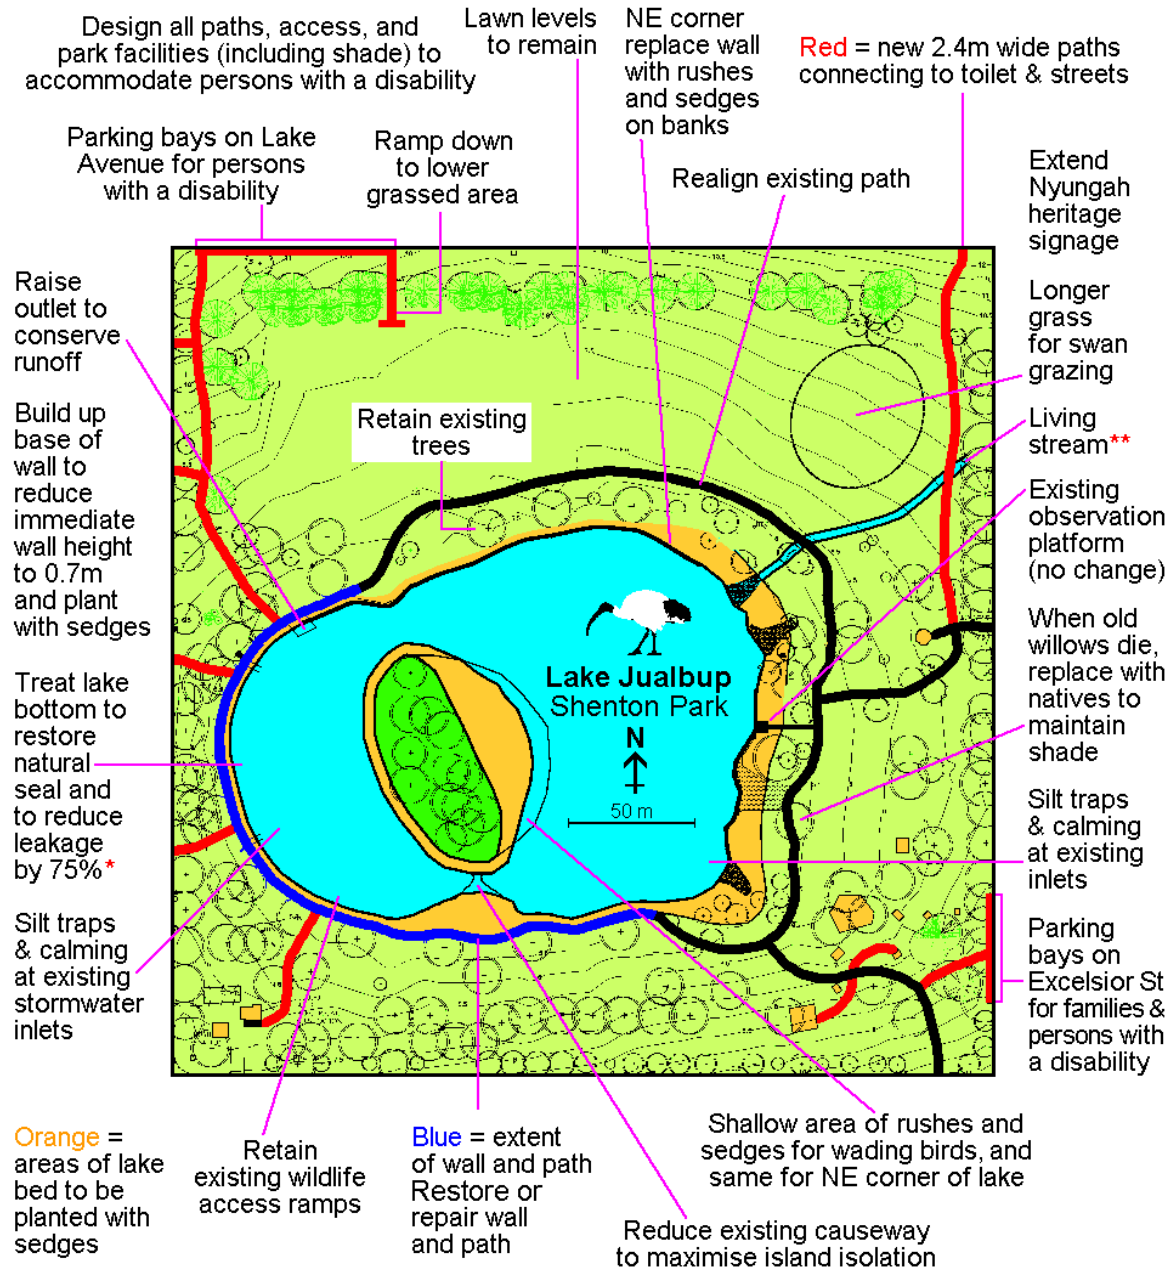 Design all paths, access, and
park facilities (including shade) to
accommodate persons with a disability
Lawn levels
to remain
NE corner
replace wall
with rushes
and sedges
on banks
Red = new 2.4m wide paths
connecting to toilet & streets
Parking bays on Lake
Avenue for persons
with a disability
Ramp down
to lower
grassed area
Realign existing path
Extend
Nyungah
heritage
signage
Raise
outlet to
conserve
runoff
Longer
grass
for swan
grazing
Build up
base of
wall to
reduce
immediate
wall height
to 0.7m
and plant
with sedges
Retain existing
trees
Living
stream**
Existing
observation
platform
(no change)
When old
willows die,
replace with
natives to
maintain
shade
Treat lake
bottom to
restore
natural
seal and
to reduce
leakage
by 75%*
Lake Jualbup
Shenton Park
N
50 m
Silt traps
& calming
at existing
inlets
Silt traps
& calming
at existing
stormwater
inlets
Parking
bays on
Excelsior St
for families &
persons with
a disability
Orange =
areas of lake
bed to be
planted with
sedges
Retain
existing wildlife
access ramps
Blue = extent
of wall and path
Restore or
repair wall
and path
Shallow area of rushes and
sedges for wading birds, and
same for NE corner of lake
Reduce existing causeway
to maximise island isolation